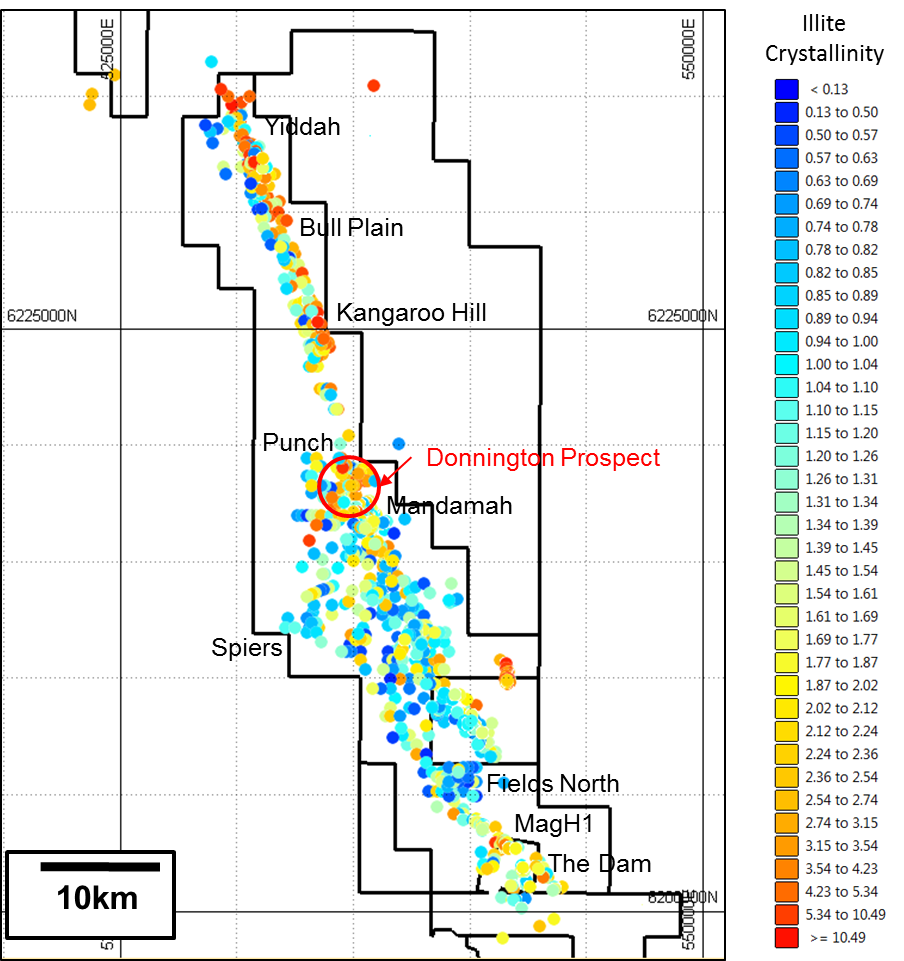 Illite
Crystallinity
525000E
550000E
Yiddah
Bull Plain
Kangaroo Hill
6225000N
6225000N
Punch
Donnington Prospect
Mandamah
Spiers
Fields North
MagH1
The Dam
10km
6200000N
< 0.13
0.13 to 0.50
0.50 to 0.57
0.57 to 0.63
0.63 to 0.69
0.69 to 0.74
0.74 to 0.78
0.78 to 0.82
0.82 to 0.85
0.85 to 0.89
0.89 to 0.94
0.94 to 1.00
1.00 to 1.04
1.04 to 1.10
1.10 to 1.15
1.15 to 1.20
1.20 to 1.26
1.26 to 1.31
1.31 to 1.34
1.34 to 1.39
1.39 to 1.45
1.45 to 1.54
1.54 to 1.61
1.61 to 1.69
1.69 to 1.77
1.77 to 1.87
1.87 to 2.02
2.02 to 2.12
2.12 to 2.24
2.24 to 2.36
2.36 to 2.54
2.54 to 2.74
2.74 to 3.15
3.15 to 3.54
3.54 to 4.23
4.23 to 5.34
5.34 to 10.49
>= 10.49